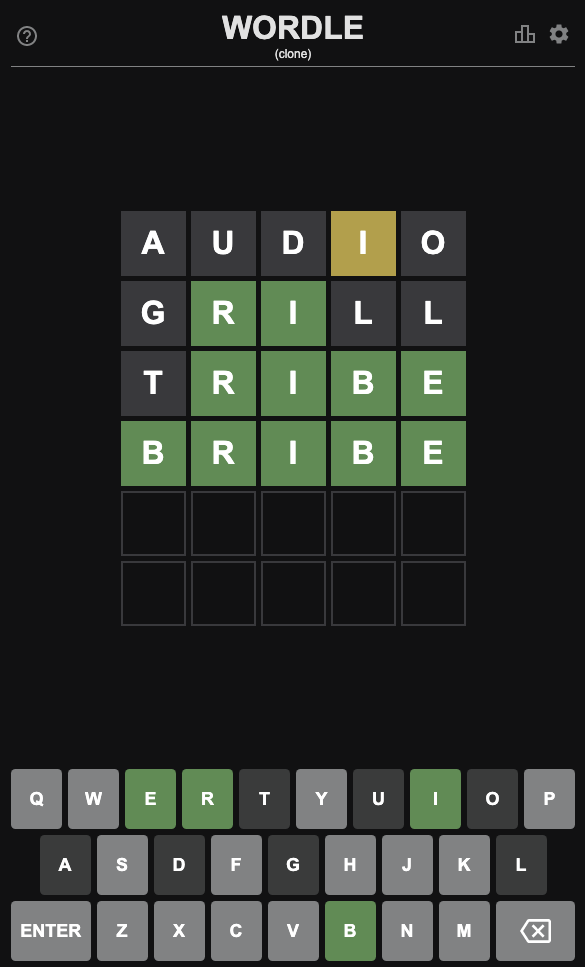 ?
WORDLE
(clone)
A U D I O
G R I L L
T R I B E
B R I B E
Q W E R T Y U I O P
A S D F G H J K L
ENTER Z X C V B N M